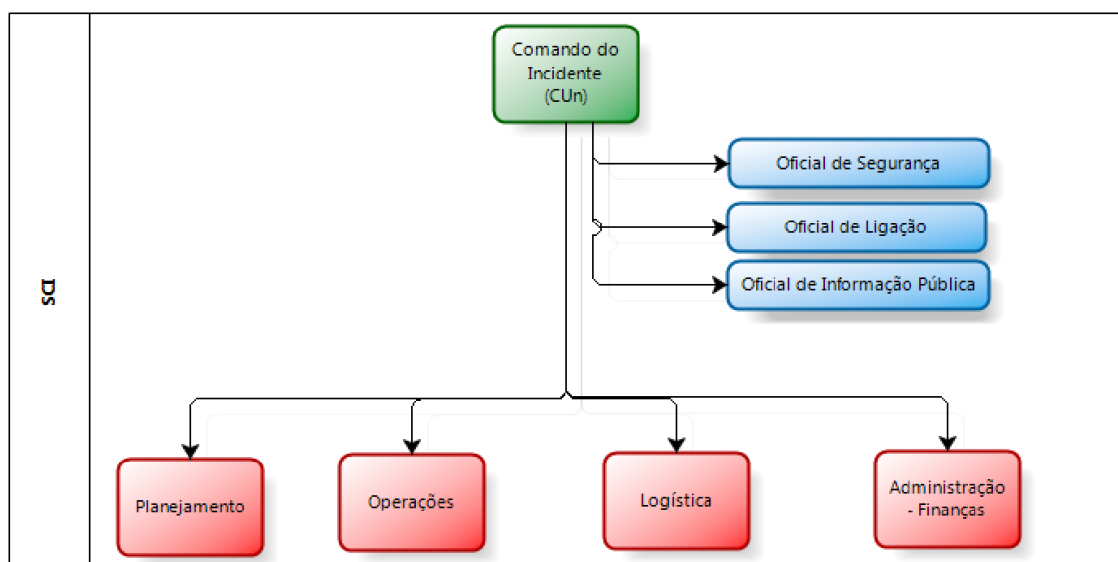 Comando do
Incidente
(CUn)
Oficial de Segurança
Oficial de Ligação
Oficial de Informação Pública
SCI
Planejamento
Operações
Logística
Administração
- Finanças